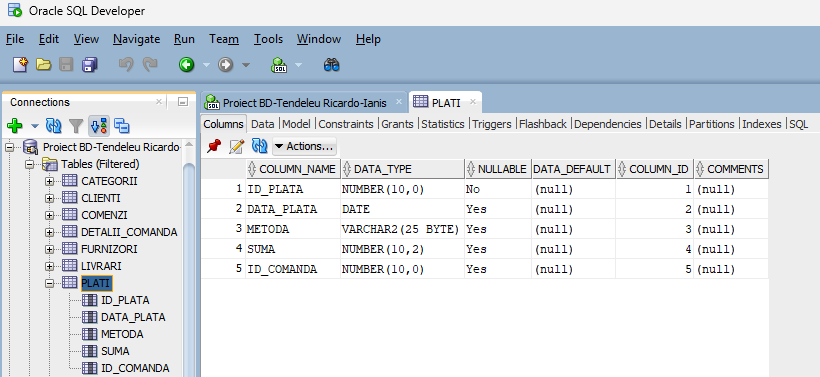 Oracle SQL Developer
File Edit View Navigate Run Team Tools Window Help
Connections
Proiect BD-Tendeleu Ricardo-Ianis
PLATI
Columns Data Model Constraints Grants Statistics Triggers Flashback Dependencies Details Partitions Indexes SQL
Actions...
Proiect BD-Tendeleu Ricardo-
Tables (Filtered)
CATEGORII
CLIENTI
COMENZI
DETALII_COMANDA
FURNIZORI
LIVRARI
PLATI
ID_PLATA
DATA_PLATA
METODA
SUMA
ID_COMANDA
COLUMN_NAME DATA_TYPE NULLABLE DATA_DEFAULT COLUMN_ID COMMENTS
1 ID_PLATA NUMBER(10,0) No (null) 1 (null)
2 DATA_PLATA DATE Yes (null) 2 (null)
3 METODA VARCHAR2(25 BYTE) Yes (null) 3 (null)
4 SUMA NUMBER(10,2) Yes (null) 4 (null)
5 ID_COMANDA NUMBER(10,0) Yes (null) 5 (null)